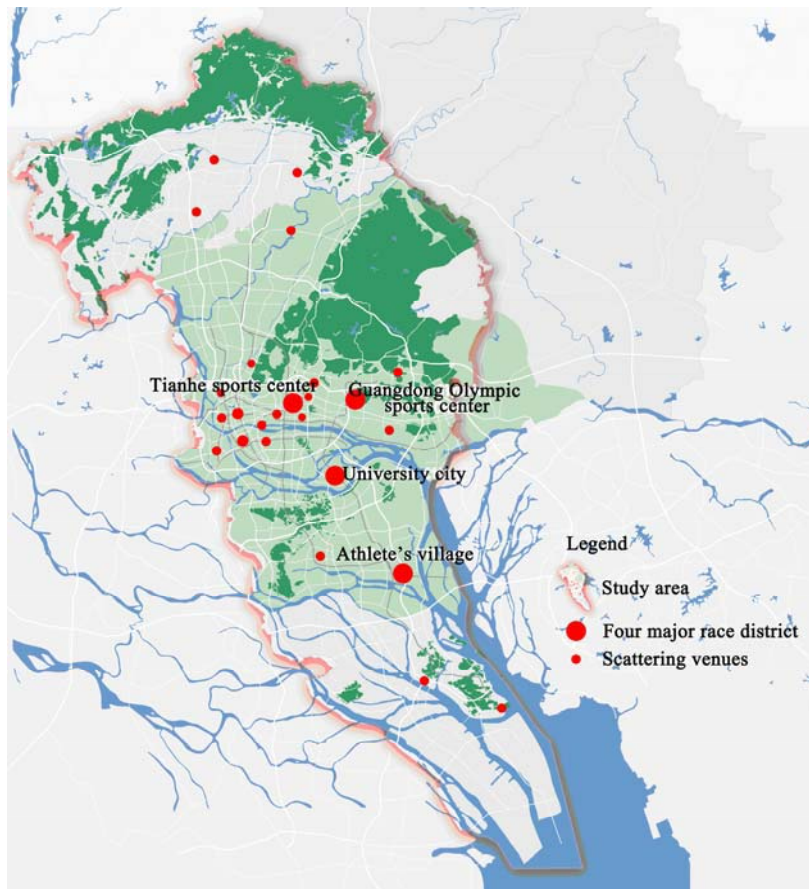 Tianhe sports center
Guangdong Olympic
sports center
University city
Athlete's village
Legend
Study area
Four major race district
Scattering venues